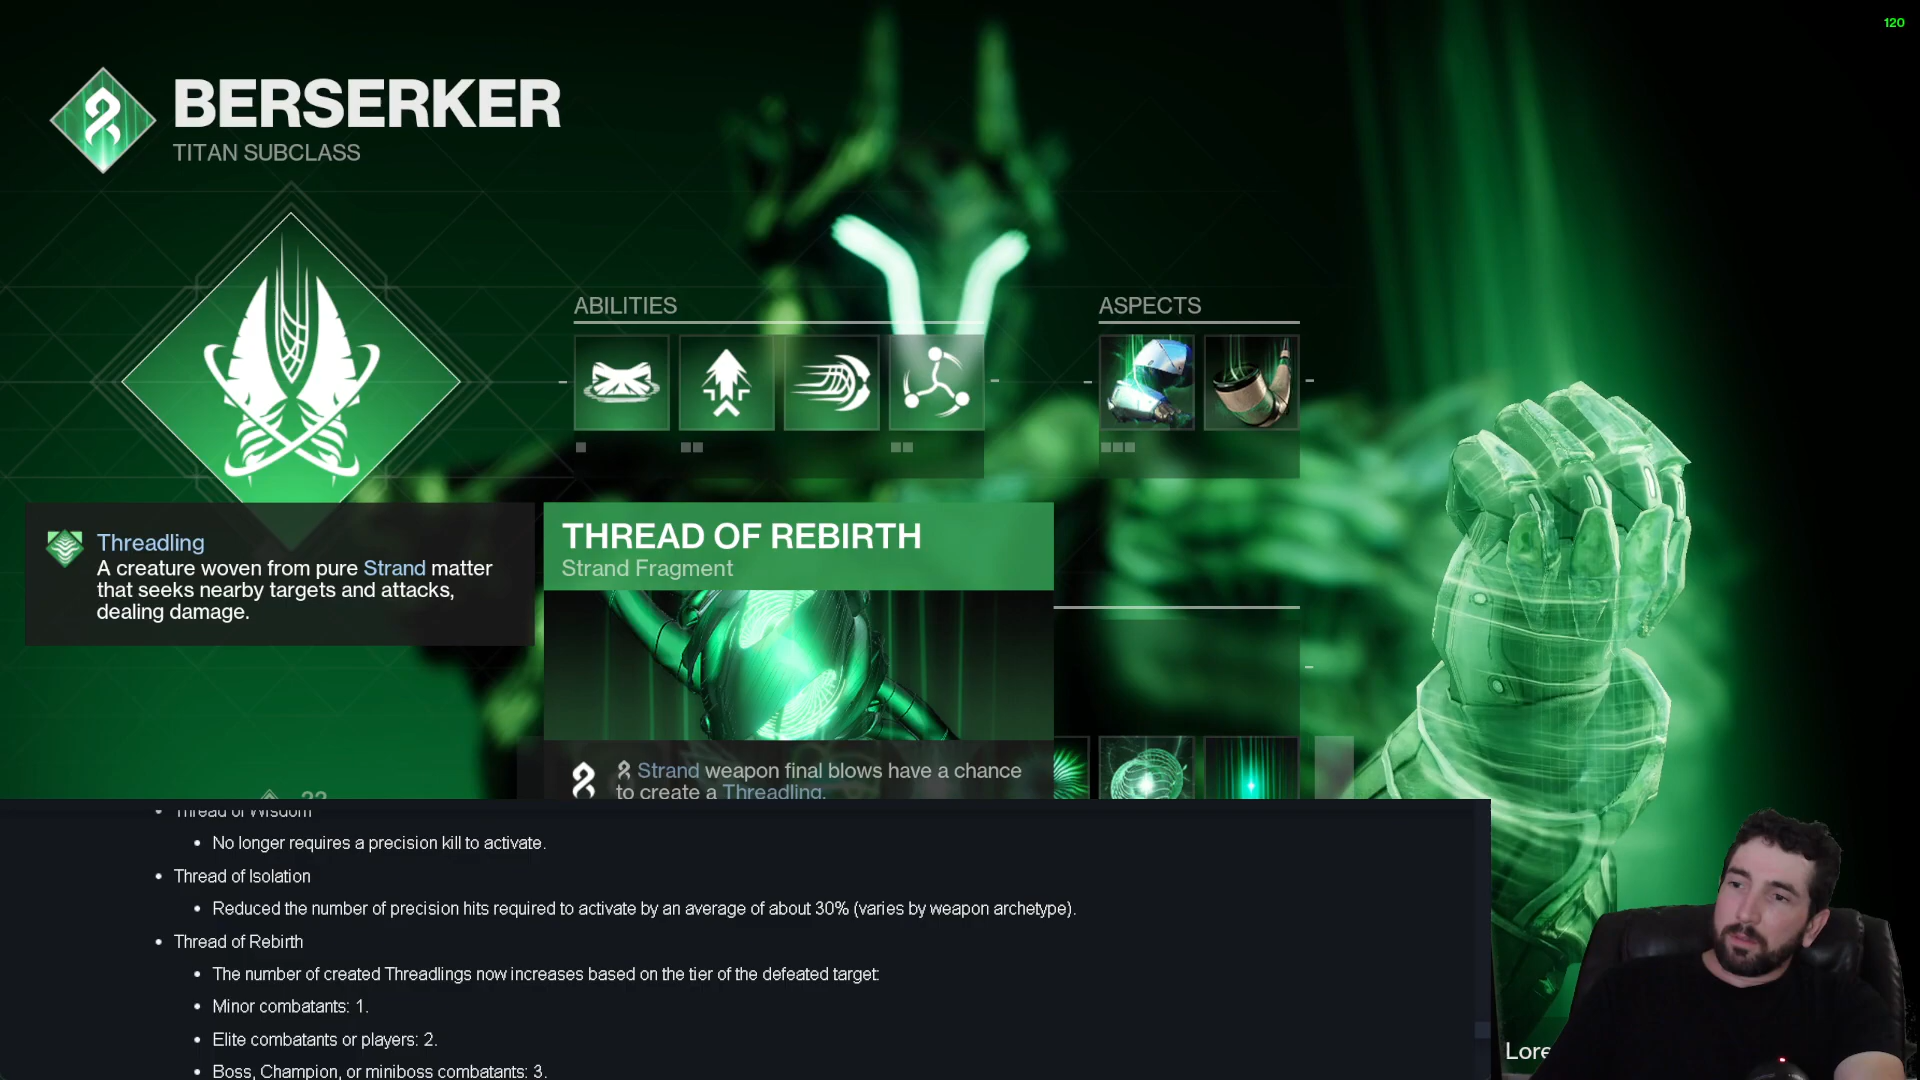 120
BERSERKER
TITAN SUBCLASS
ABILITIES
ASPECTS
Threadling
A creature woven from pure Strand matter
that seeks nearby targets and attacks,
dealing damage.
THREAD OF REBIRTH
Strand Fragment
Strand weapon final blows have a chance
to create a Threadling.
Thread of Wisdom
• No longer requires a precision kill to activate.
• Thread of Isolation
• Reduced the number of precision hits required to activate by an average of about 30% (varies by weapon archetype).
• Thread of Rebirth
• The number of created Threadlings now increases based on the tier of the defeated target:
• Minor combatants: 1.
• Elite combatants or players: 2.
• Boss, Champion, or miniboss combatants: 3.
Lore